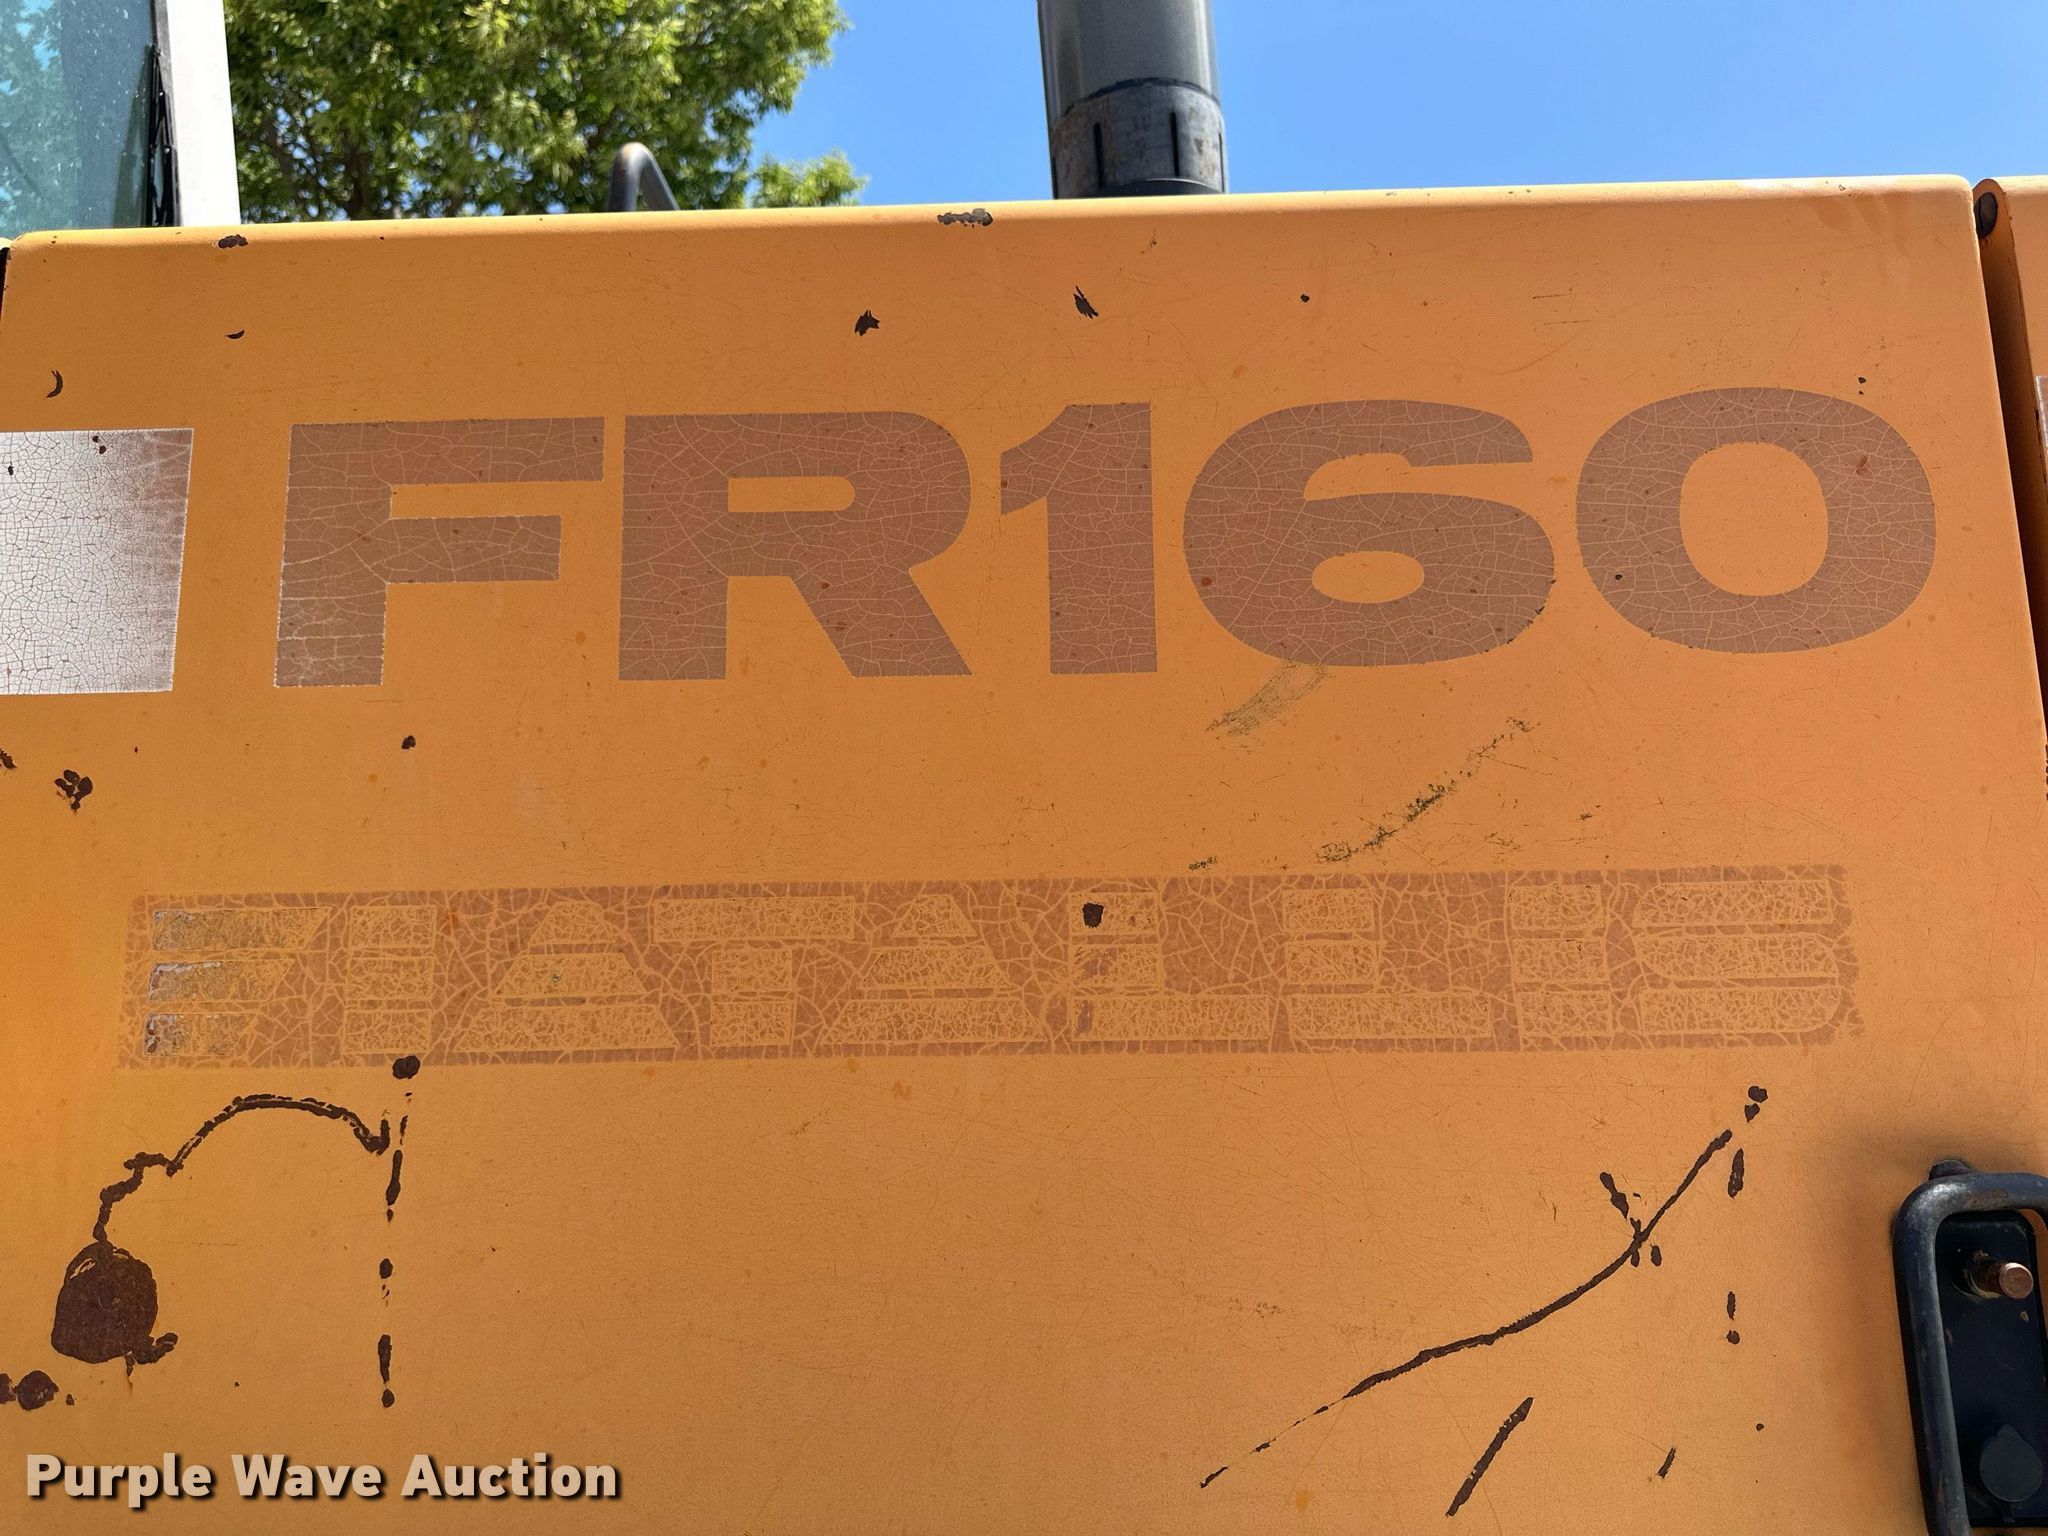 FR160
FIATALLIS
Purple Wave Auction